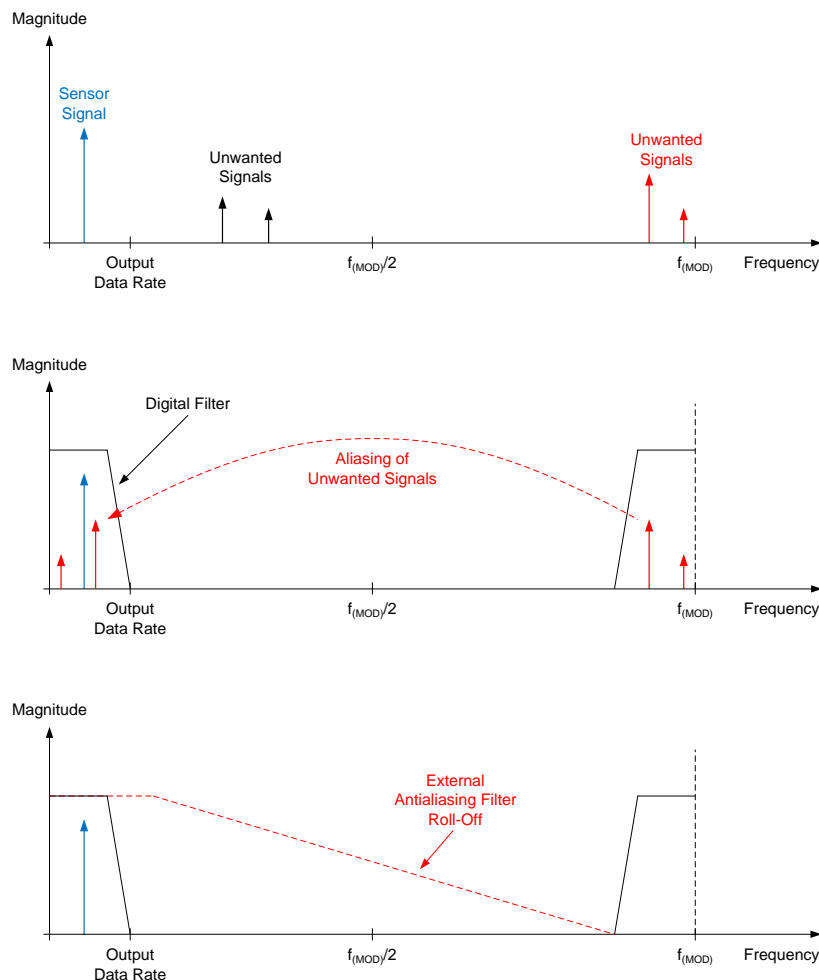 Magnitude
Sensor
Signal
Unwanted
Signals
Unwanted
Signals
Output
Data Rate
f(MOD)/2
f(MOD)
Frequency
Magnitude
Digital Filter
Aliasing of
Unwanted Signals
Output
Data Rate
f(MOD)/2
f(MOD)
Frequency
Magnitude
External
Antialiasing Filter
Roll-Off
Output
Data Rate
f(MOD)/2
f(MOD)
Frequency